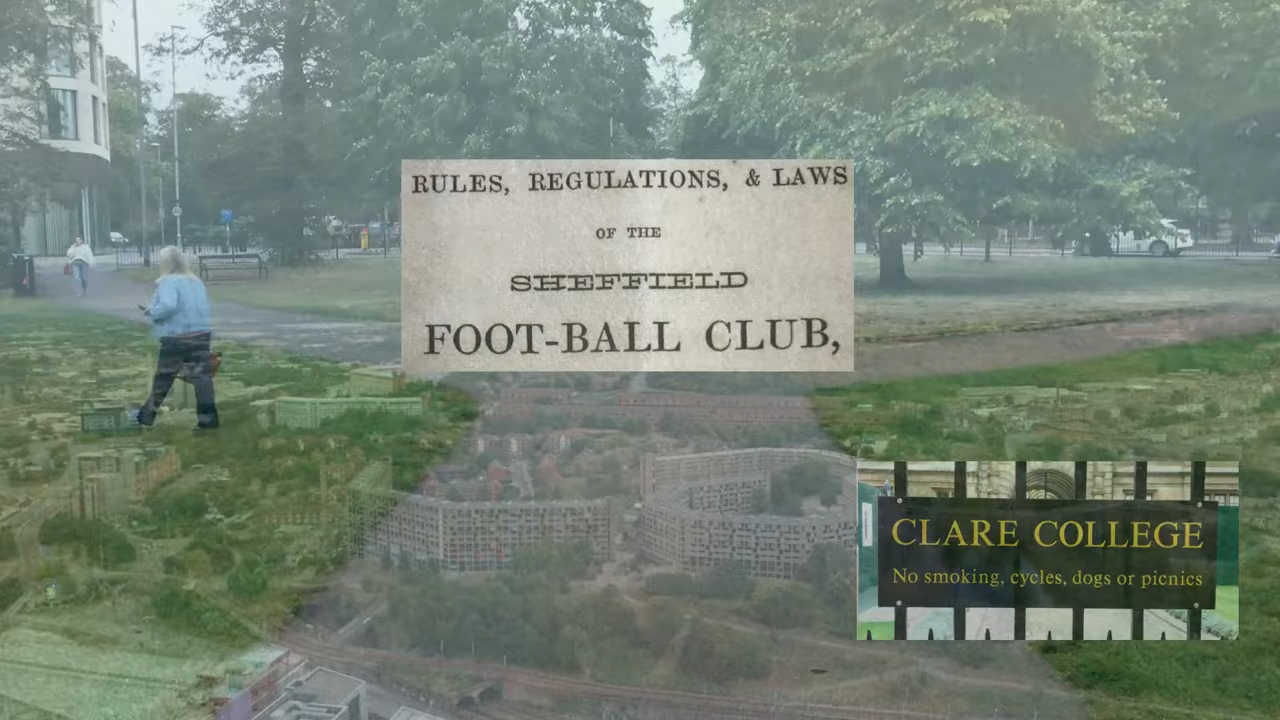 RULES, REGULATIONS, & LAWS
OF THE
SHEFFIELD
FOOT-BALL CLUB,
CLARE COLLEGE
No smoking, cycles, dogs or picnics